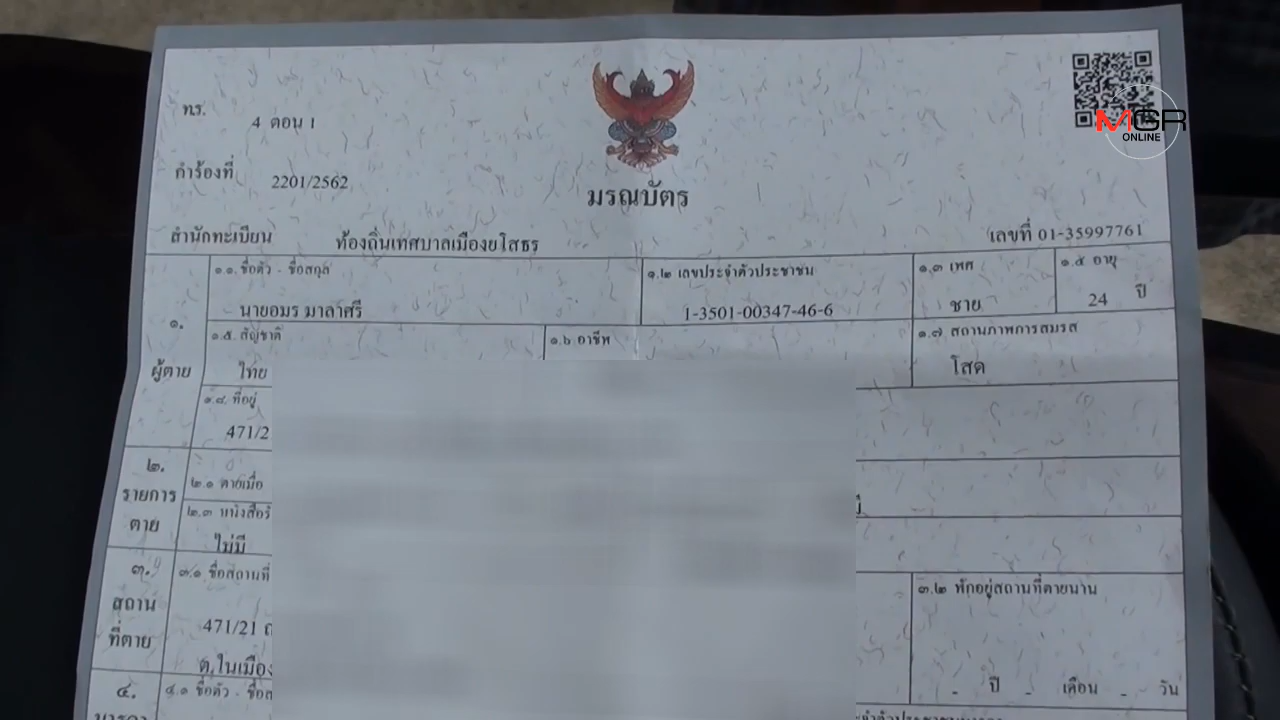 MGR
ONLINE
ท.ร. 4 ตอน 1
คำร้องที่ 2201/2562
มรณบัตร
สำนักทะเบียน ท้องถิ่นเทศบาลเมืองยโสธร เลขที่ 01-35997761
๑. ผู้ตาย
๑.๑ ชื่อตัว - ชื่อสกุล ๑.๒ เลขประจำตัวประชาชน ๑.๓ เพศ ๑.๔ อายุ
นายอมร มาลาศรี 1-3501-00347-46-6 ชาย 24 ปี
๑.๕ สัญชาติ ๑.๖ อาชีพ ๑.๗ สถานภาพการสมรส
ไทย โสด
๑.๘ ที่อยู่
471/2
๒. รายการตาย
๒.๑ ตายเมื่อ
๒.๓ หนังสือรั
ไม่มี
๓. สถานที่ตาย
๓.๑ ชื่อสถานที่ ๓.๒ พักอยู่สถานที่ตายนาน
471/21 ถ
ต.ในเมือง
- ปี - เดือน - วัน
๔. มารดา
๔.๑ ชื่อตัว - ชื่อส